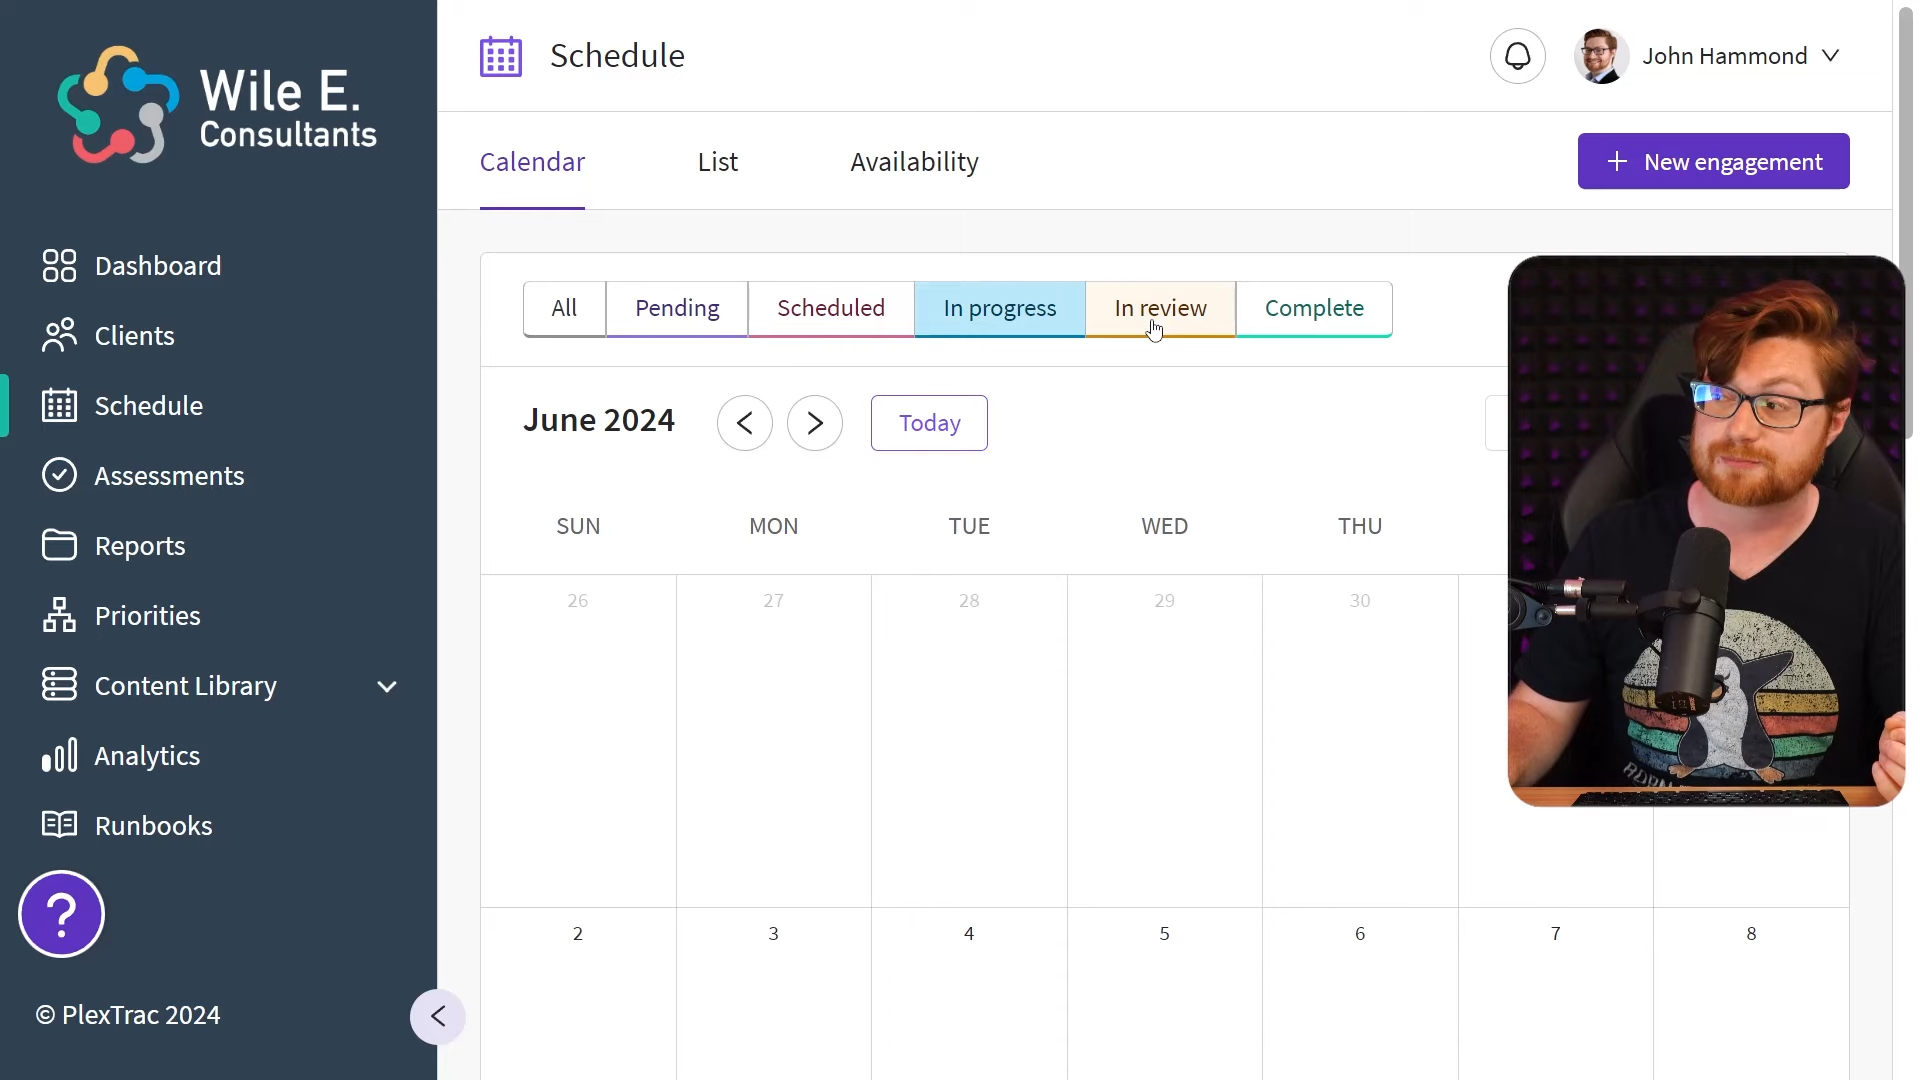 Wile E.
Consultants
Dashboard
Clients
Schedule
Assessments
Reports
Priorities
Content Library
Analytics
Runbooks
?
© PlexTrac 2024
Schedule
John Hammond
Calendar
List
Availability
+ New engagement
All
Pending
Scheduled
In progress
In review
Complete
June 2024
Today
SUN
MON
TUE
WED
THU
26
27
28
29
30
2
3
4
5
6
7
8